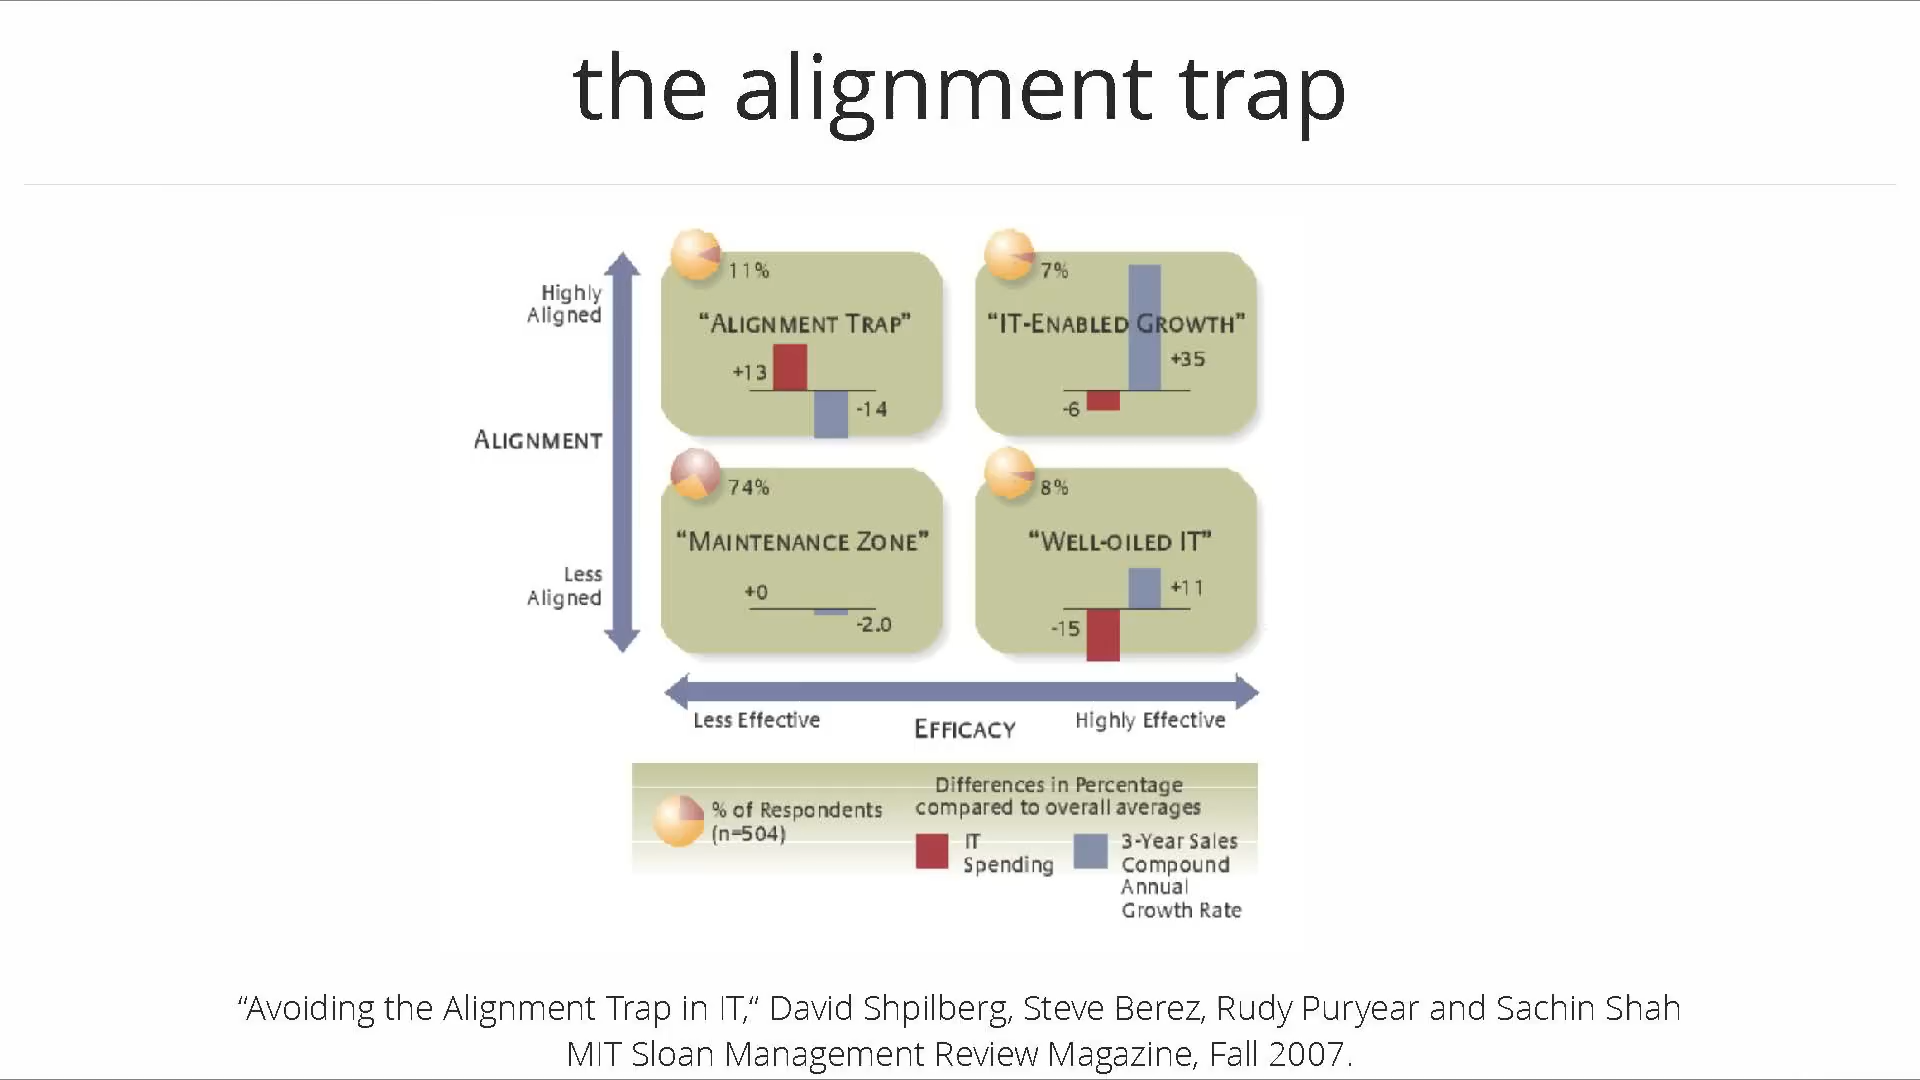 the alignment trap
11%
7%
Highly
Aligned
“ALIGNMENT TRAP”
“IT-ENABLED GROWTH”
+13
-14
+35
-6
ALIGNMENT
74%
8%
“MAINTENANCE ZONE”
“WELL-OILED IT”
Less
Aligned
+0
-2.0
+11
-15
Less Effective
EFFICACY
Highly Effective
% of Respondents
(n=504)
Differences in Percentage
compared to overall averages
IT
Spending
3-Year Sales
Compound
Annual
Growth Rate
“Avoiding the Alignment Trap in IT,“ David Shpilberg, Steve Berez, Rudy Puryear and Sachin Shah
MIT Sloan Management Review Magazine, Fall 2007.